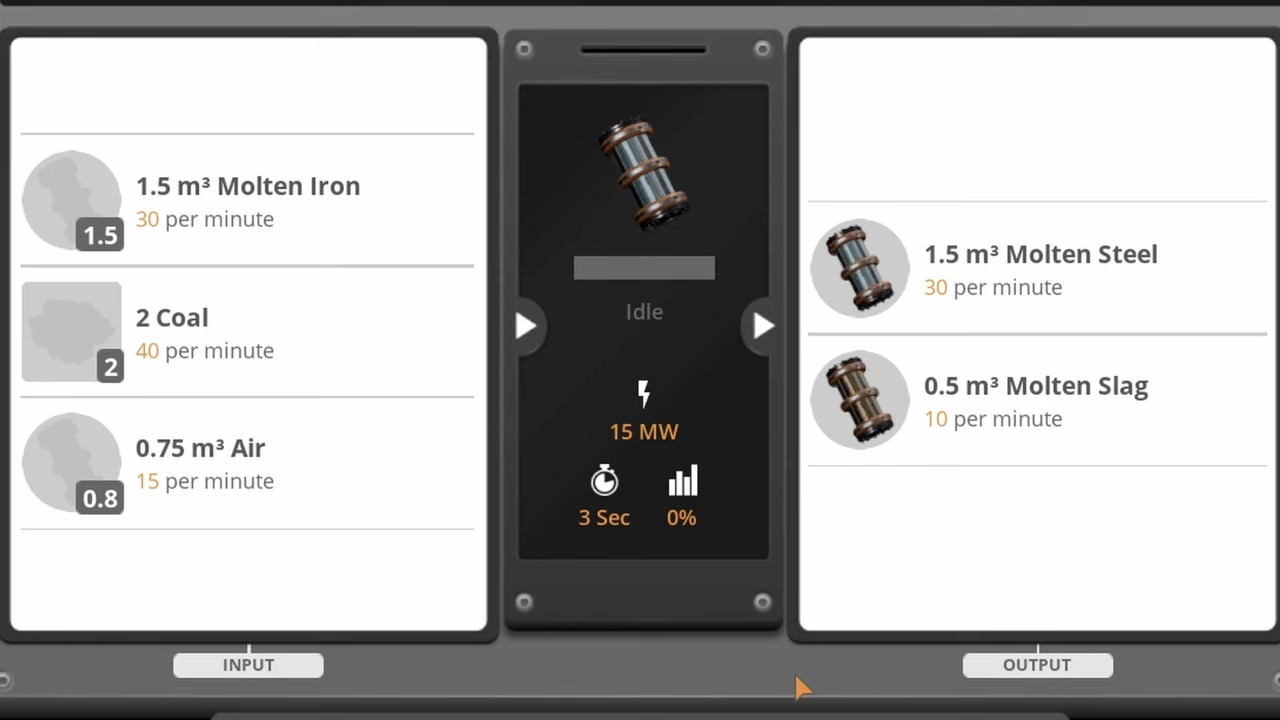 1.5 m³ Molten Iron
30 per minute
1.5
2 Coal
40 per minute
2
0.75 m³ Air
15 per minute
0.8
INPUT
Idle
15 MW
3 Sec
0%
1.5 m³ Molten Steel
30 per minute
0.5 m³ Molten Slag
10 per minute
OUTPUT